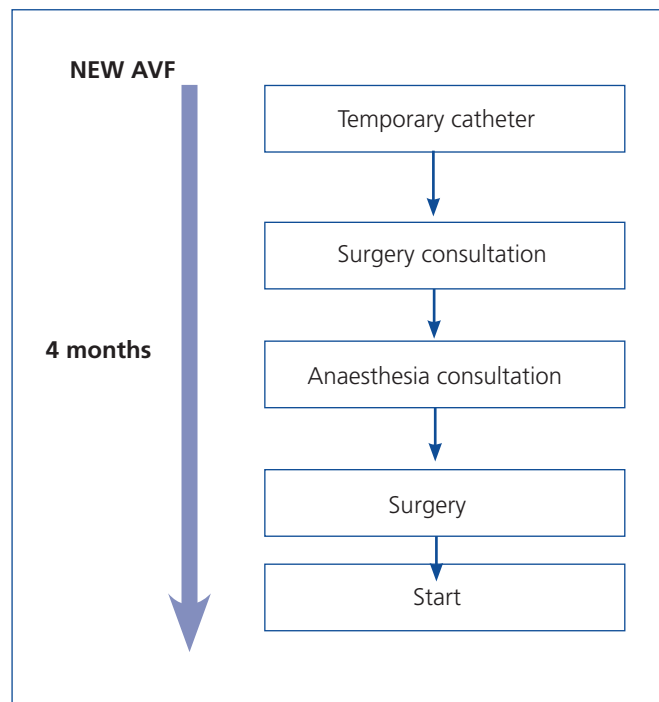 NEW AVF
Temporary catheter
Surgery consultation
4 months
Anaesthesia consultation
Surgery
Start